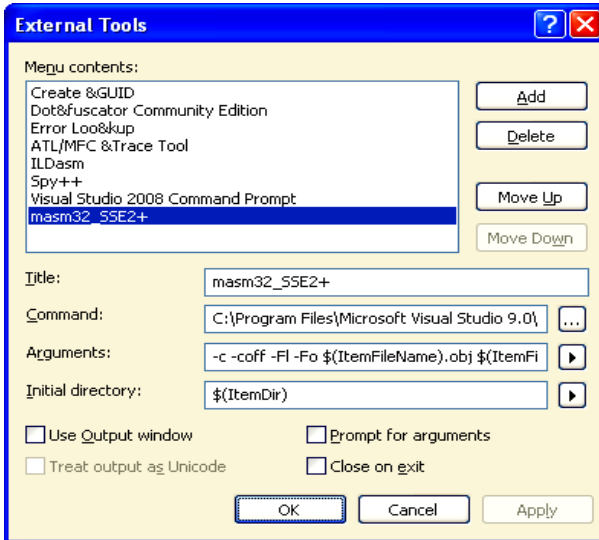 External Tools
Menu contents:
Create &GUID
Dot&fuscator Community Edition
Error Loo&kup
ATL/MFC &Trace Tool
ILDasm
Spy++
Visual Studio 2008 Command Prompt
masm32_SSE2+
Add
Delete
Move Up
Move Down
Title: masm32_SSE2+
Command: C:\Program Files\Microsoft Visual Studio 9.0\ ...
Arguments: -c -coff -Fl -Fo $(ItemFileName).obj $(ItemFi
Initial directory: $(ItemDir)
Use Output window Prompt for arguments
Treat output as Unicode Close on exit
OK Cancel Apply